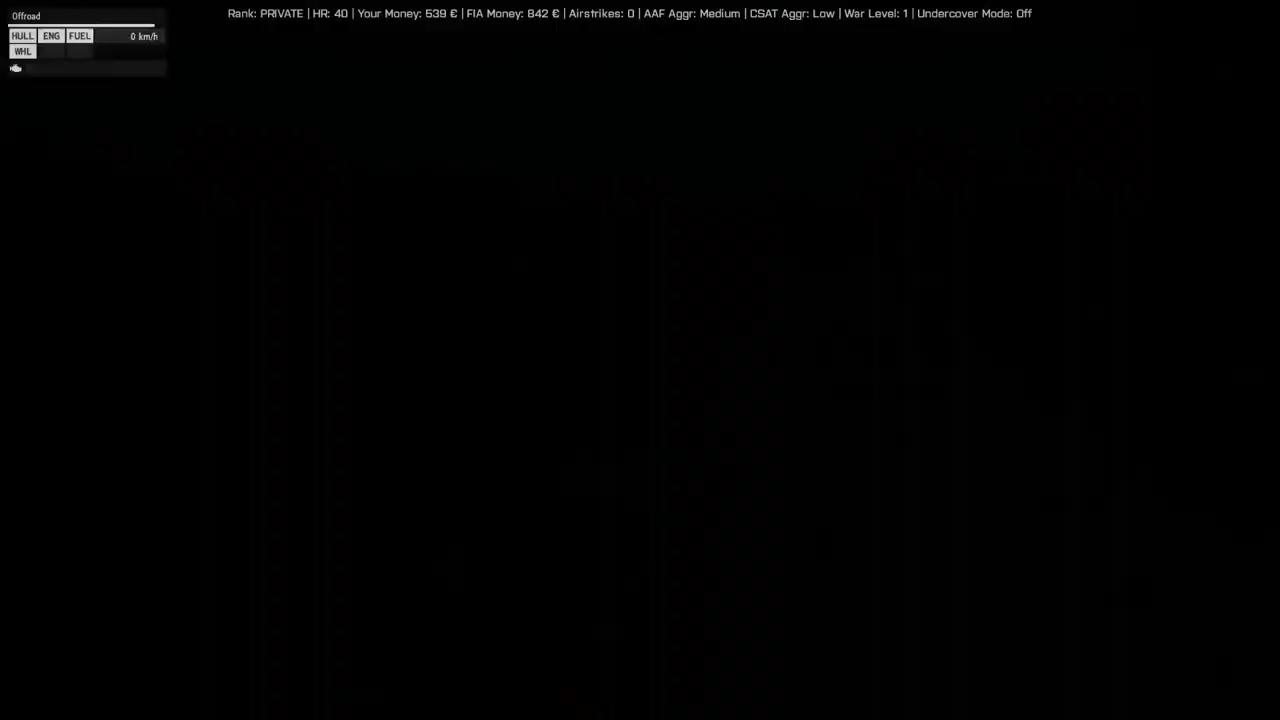 Rank: PRIVATE | HR: 40 | Your Money: 539 € | FIA Money: 842 € | Airstrikes: 0 | AAF Aggr: Medium | CSAT Aggr: Low | War Level: 1 | Undercover Mode: Off
Offroad
HULL ENG FUEL 0 km/h
WHL